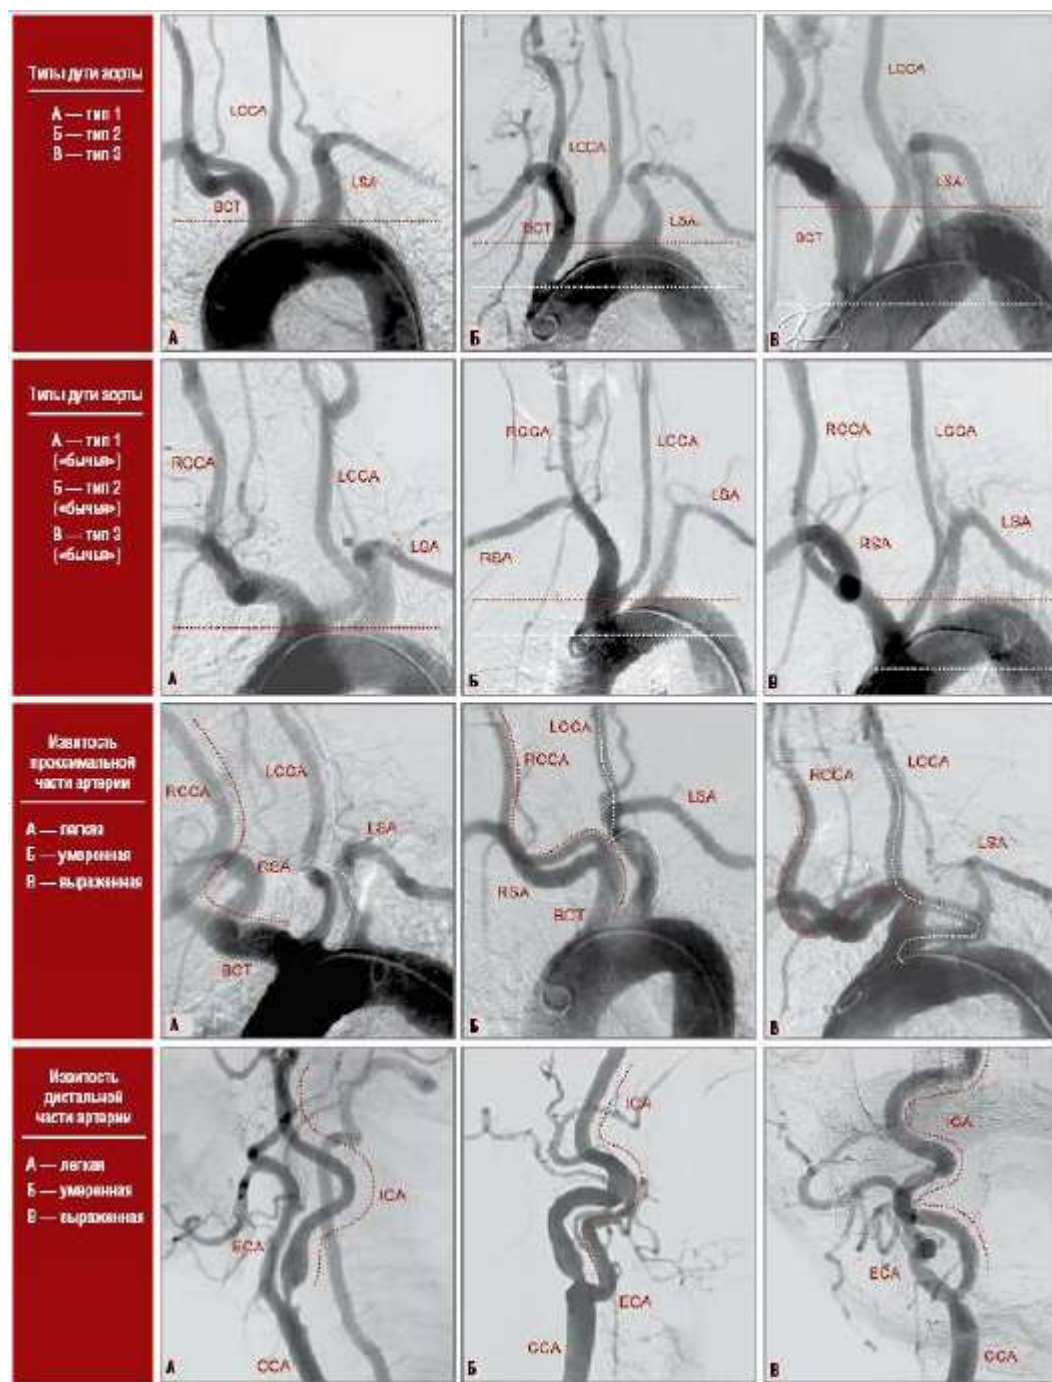 Типы дуги аорты
А — тип 1
Б — тип 2
В — тип 3
LCCA
LSA
BCT
А
LCCA
BCT
LSA
Б
LCCA
LSA
BCT
В
Типы дуги аорты
А — тип 1
(«бычья»)
Б — тип 2
(«бычья»)
В — тип 3
(«бычья»)
RCCA
LCCA
LSA
А
RCCA
LCCA
LSA
RSA
Б
RCCA
LCCA
LSA
RSA
В
Извитость
проксимальной
части артерии
А — легкая
Б — умеренная
В — выраженная
RCCA
LCCA
LSA
RSA
BCT
А
LCCA
RCCA
LSA
RSA
BCT
Б
RCCA
LCCA
LSA
В
Извитость
дистальной
части артерии
А — легкая
Б — умеренная
В — выраженная
ICA
ECA
CCA
А
ICA
ECA
CCA
Б
ICA
ECA
CCA
В